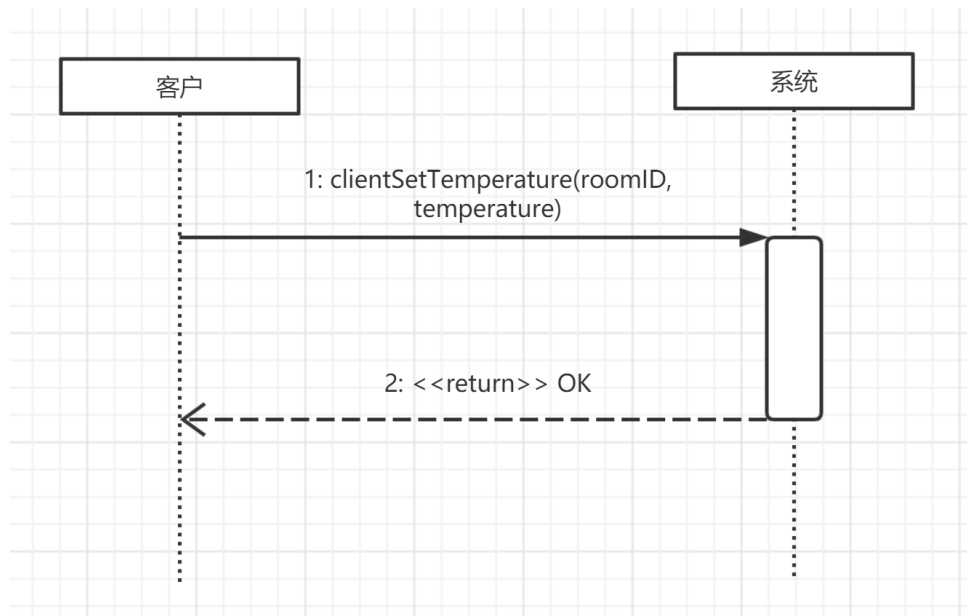 客户
系统
1: clientSetTemperature(roomID,
temperature)
2: <<return>> OK